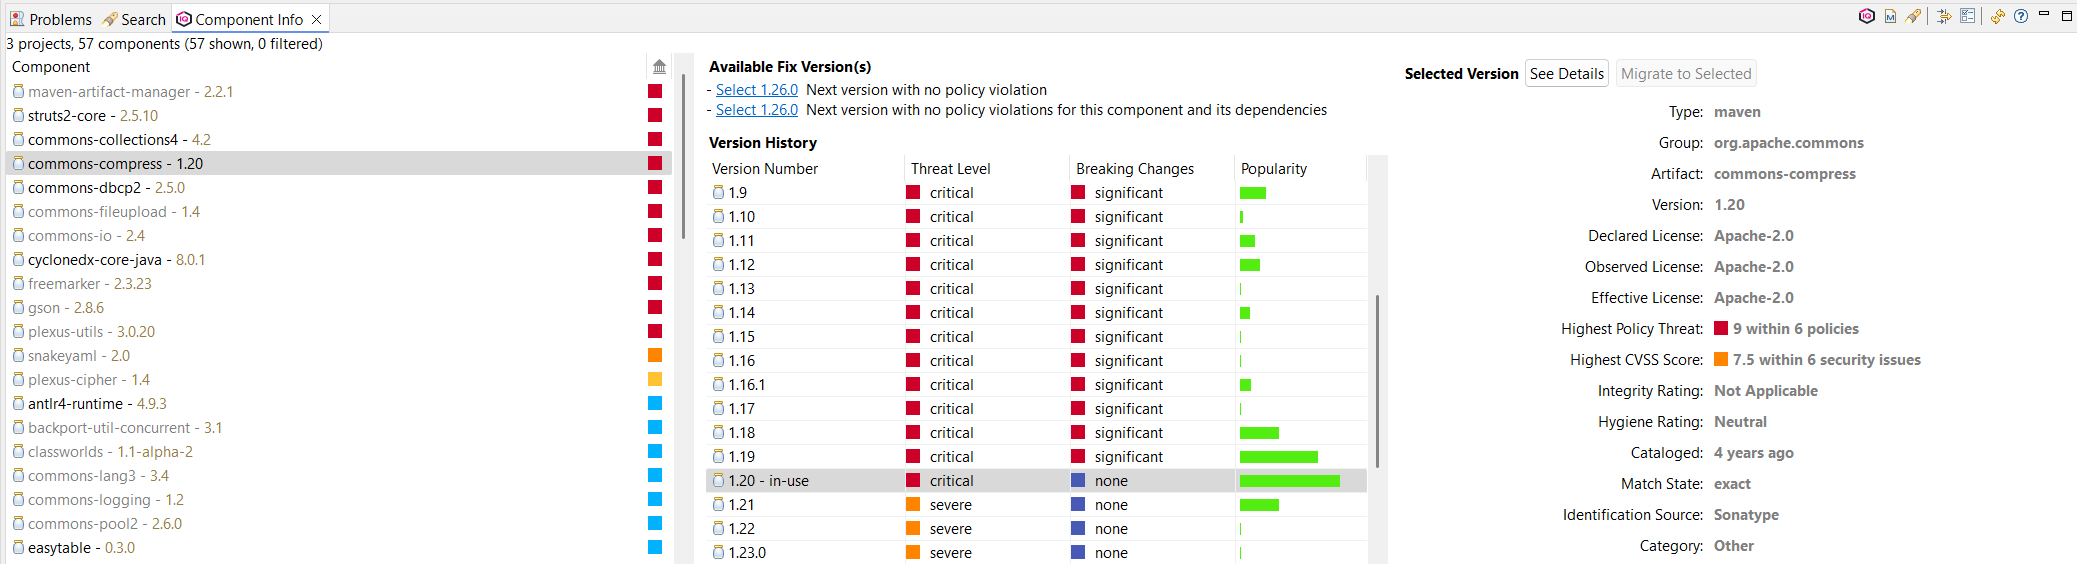 Problems Search Component Info
3 projects, 57 components (57 shown, 0 filtered)
Component
maven-artifact-manager - 2.2.1
struts2-core - 2.5.10
commons-collections4 - 4.2
commons-compress - 1.20
commons-dbcp2 - 2.5.0
commons-fileupload - 1.4
commons-io - 2.4
cyclonedx-core-java - 8.0.1
freemarker - 2.3.23
gson - 2.8.6
plexus-utils - 3.0.20
snakeyaml - 2.0
plexus-cipher - 1.4
antlr4-runtime - 4.9.3
backport-util-concurrent - 3.1
classworlds - 1.1-alpha-2
commons-lang3 - 3.4
commons-logging - 1.2
commons-pool2 - 2.6.0
easytable - 0.3.0
Available Fix Version(s)
- Select 1.26.0 Next version with no policy violation
- Select 1.26.0 Next version with no policy violations for this component and its dependencies
Version History
Version Number Threat Level Breaking Changes Popularity
1.9 critical significant
1.10 critical significant
1.11 critical significant
1.12 critical significant
1.13 critical significant
1.14 critical significant
1.15 critical significant
1.16 critical significant
1.16.1 critical significant
1.17 critical significant
1.18 critical significant
1.19 critical significant
1.20 - in-use critical none
1.21 severe none
1.22 severe none
1.23.0 severe none
Selected Version See Details Migrate to Selected
Type: maven
Group: org.apache.commons
Artifact: commons-compress
Version: 1.20
Declared License: Apache-2.0
Observed License: Apache-2.0
Effective License: Apache-2.0
Highest Policy Threat: 9 within 6 policies
Highest CVSS Score: 7.5 within 6 security issues
Integrity Rating: Not Applicable
Hygiene Rating: Neutral
Cataloged: 4 years ago
Match State: exact
Identification Source: Sonatype
Category: Other